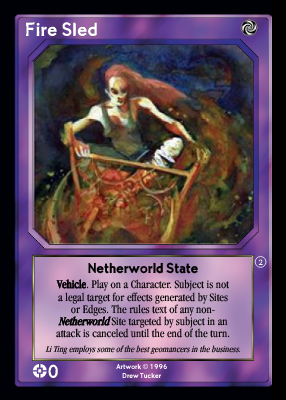 Fire Sled
2
Netherworld State
Vehicle. Play on a Character. Subject is not
a legal target for effects generated by Sites
or Edges. The rules text of any non-
Netherworld Site targeted by subject in an
attack is canceled until the end of the turn.
Li Ting employs some of the best geomancers in the business.
0
Artwork © 1996
Drew Tucker